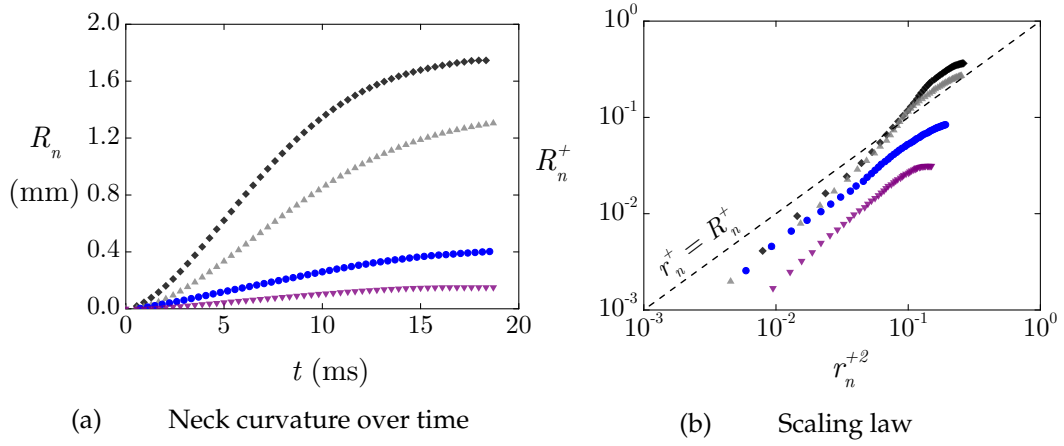 2.0
1.6
1.2
0.8
0.4
0.0
R_n
(mm)
0 5 10 15 20
t (ms)
(a) Neck curvature over time
10^0
10^-1
10^-2
10^-3
R_n^+
r_n^+ = R_n^+
10^-3 10^-2 10^-1 10^0
r_n^{+2}
(b) Scaling law